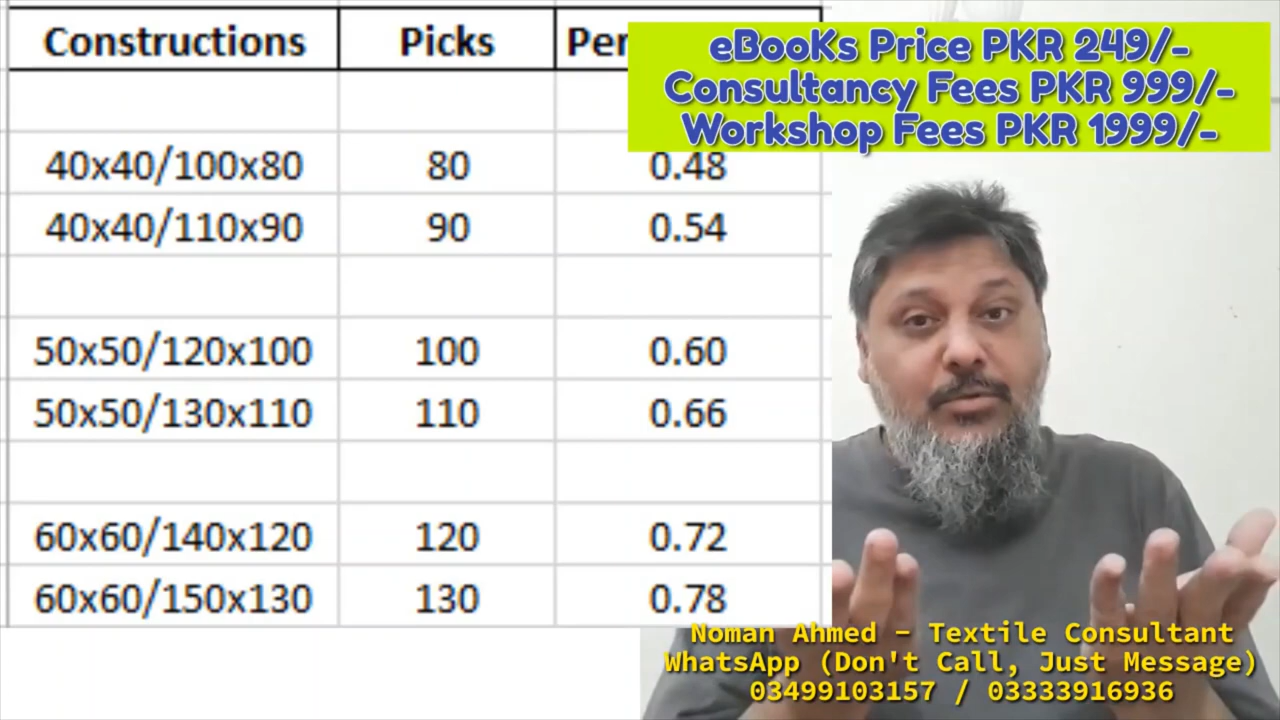 Constructions Picks Per
eBooKs Price PKR 249/-
Consultancy Fees PKR 999/-
Workshop Fees PKR 1999/-
40x40/100x80 80 0.48
40x40/110x90 90 0.54
50x50/120x100 100 0.60
50x50/130x110 110 0.66
60x60/140x120 120 0.72
60x60/150x130 130 0.78
Noman Ahmed - Textile Consultant
WhatsApp (Don't Call, Just Message)
03499103157 / 03333916936